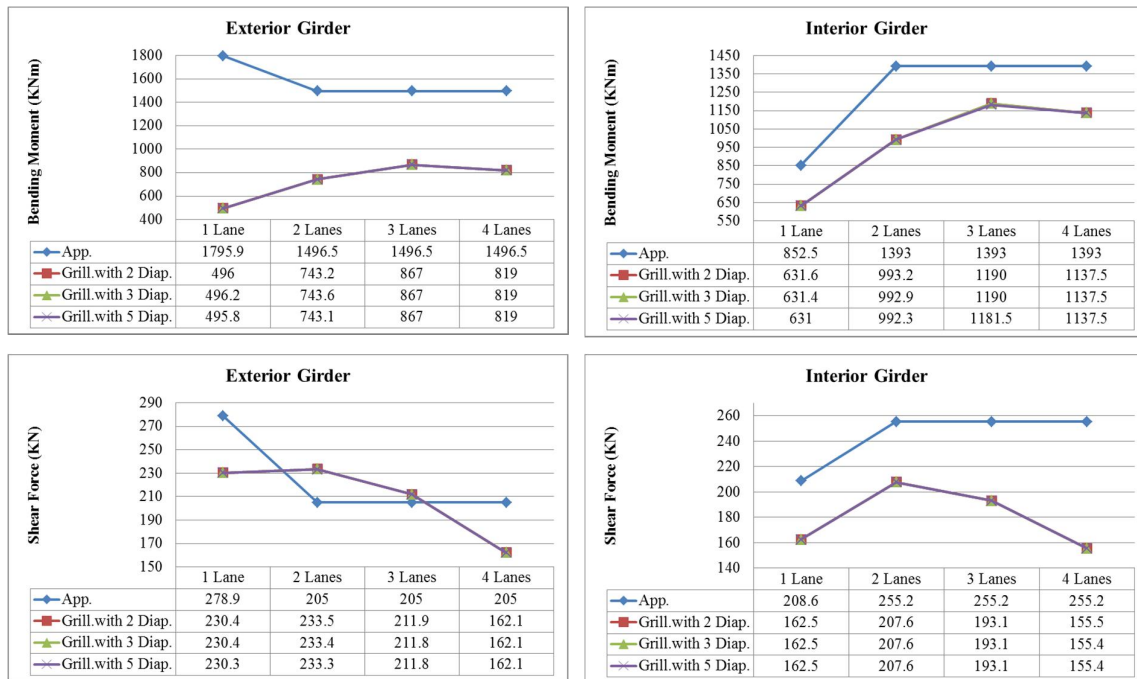 Exterior Girder
Bending Moment (KNm)
1800
1600
1400
1200
1000
800
600
400
1 Lane 2 Lanes 3 Lanes 4 Lanes
App. 1795.9 1496.5 1496.5 1496.5
Grill.with 2 Diap. 496 743.2 867 819
Grill.with 3 Diap. 496.2 743.6 867 819
Grill.with 5 Diap. 495.8 743.1 867 819
Interior Girder
Bending Moment (KNm)
1450
1350
1250
1150
1050
950
850
750
650
550
1 Lane 2 Lanes 3 Lanes 4 Lanes
App. 852.5 1393 1393 1393
Grill.with 2 Diap. 631.6 993.2 1190 1137.5
Grill.with 3 Diap. 631.4 992.9 1190 1137.5
Grill.with 5 Diap. 631 992.3 1181.5 1137.5
Exterior Girder
Shear Force (KN)
290
270
250
230
210
190
170
150
1 Lane 2 Lanes 3 Lanes 4 Lanes
App. 278.9 205 205 205
Grill.with 2 Diap. 230.4 233.5 211.9 162.1
Grill.with 3 Diap. 230.4 233.4 211.8 162.1
Grill.with 5 Diap. 230.3 233.3 211.8 162.1
Interior Girder
Shear Force (KN)
260
240
220
200
180
160
140
1 Lane 2 Lanes 3 Lanes 4 Lanes
App. 208.6 255.2 255.2 255.2
Grill.with 2 Diap. 162.5 207.6 193.1 155.5
Grill.with 3 Diap. 162.5 207.6 193.1 155.4
Grill.with 5 Diap. 162.5 207.6 193.1 155.4